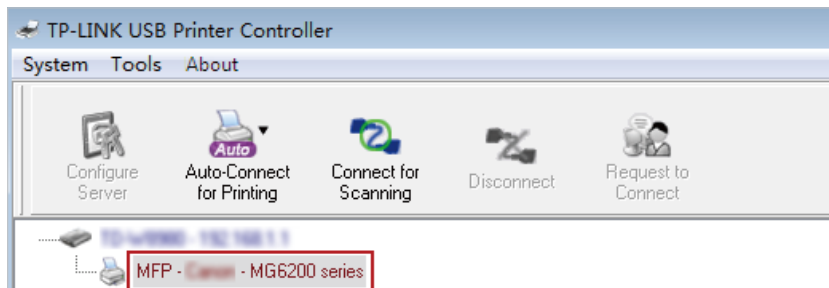 TP-LINK USB Printer Controller
System Tools About
Auto
Configure Server
Auto-Connect for Printing
Connect for Scanning
Disconnect
Request to Connect
MFP - - MG6200 series